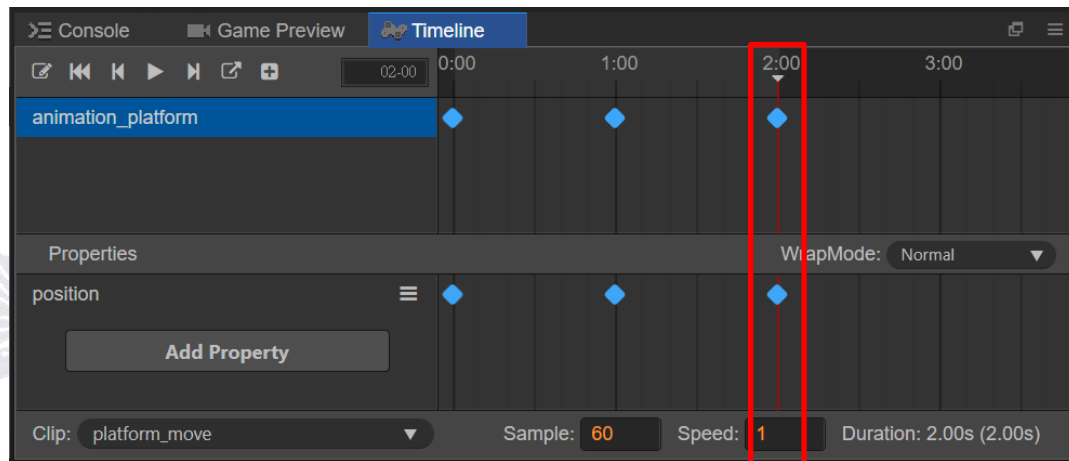 Console Game Preview Timeline
02-00 0:00 1:00 2:00 3:00
animation_platform
Properties WrapMode: Normal
position
Add Property
Clip: platform_move Sample: 60 Speed: 1 Duration: 2.00s (2.00s)